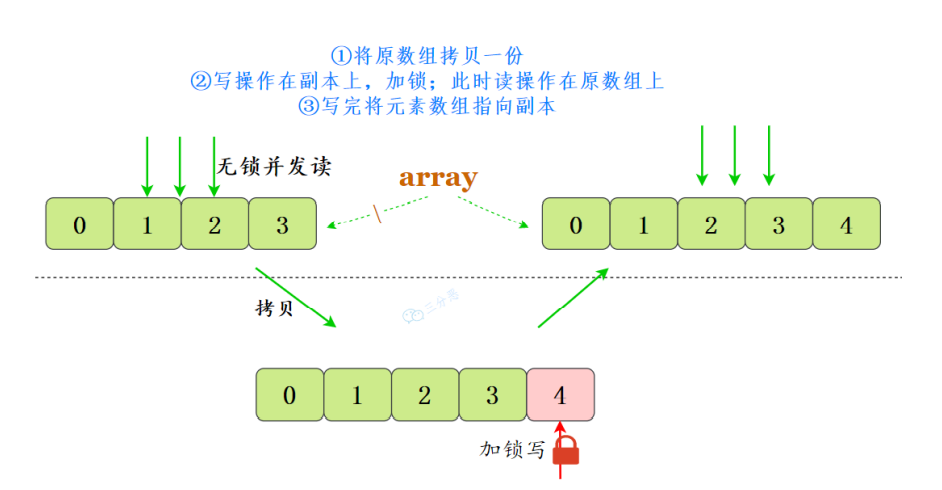 ①将原数组拷贝一份
②写操作在副本上，加锁；此时读操作在原数组上
③写完将元素数组指向副本
无锁并发读
array
0 1 2 3
0 1 2 3 4
拷贝
三分恶
0 1 2 3 4
加锁写